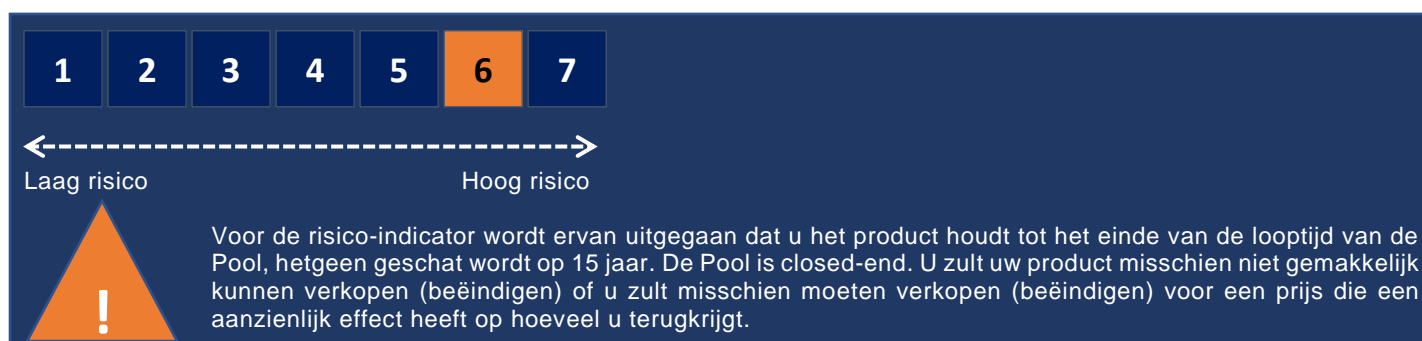 1 2 3 4 5 6 7
Laag risico Hoog risico
Voor de risico-indicator wordt ervan uitgegaan dat u het product houdt tot het einde van de looptijd van de
Pool, hetgeen geschat wordt op 15 jaar. De Pool is closed-end. U zult uw product misschien niet gemakkelijk
kunnen verkopen (beëindigen) of u zult misschien moeten verkopen (beëindigen) voor een prijs die een
aanzienlijk effect heeft op hoeveel u terugkrijgt.
!